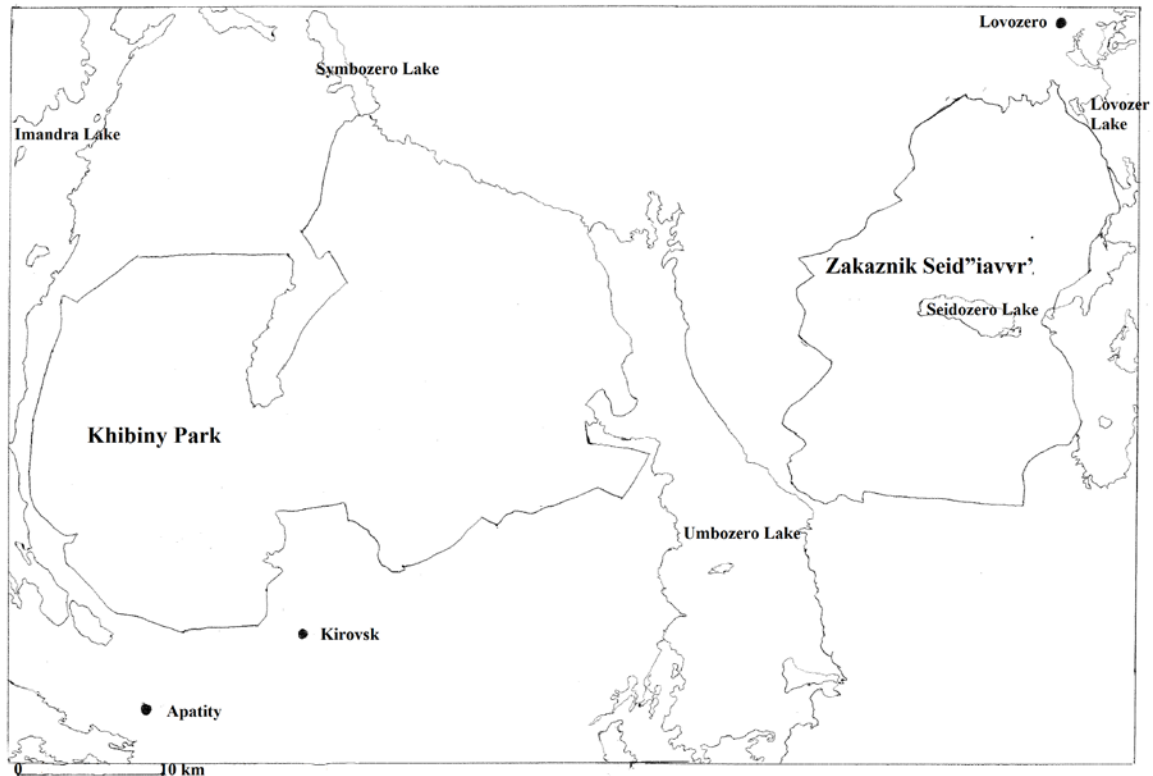 Lovozero
Symbozero Lake
Lovozer
Lake
Imandra Lake
Zakaznik Seid”iavvr’
Seidozero Lake
Khibiny Park
Umbozero Lake
Kirovsk
Apatity
0 10 km